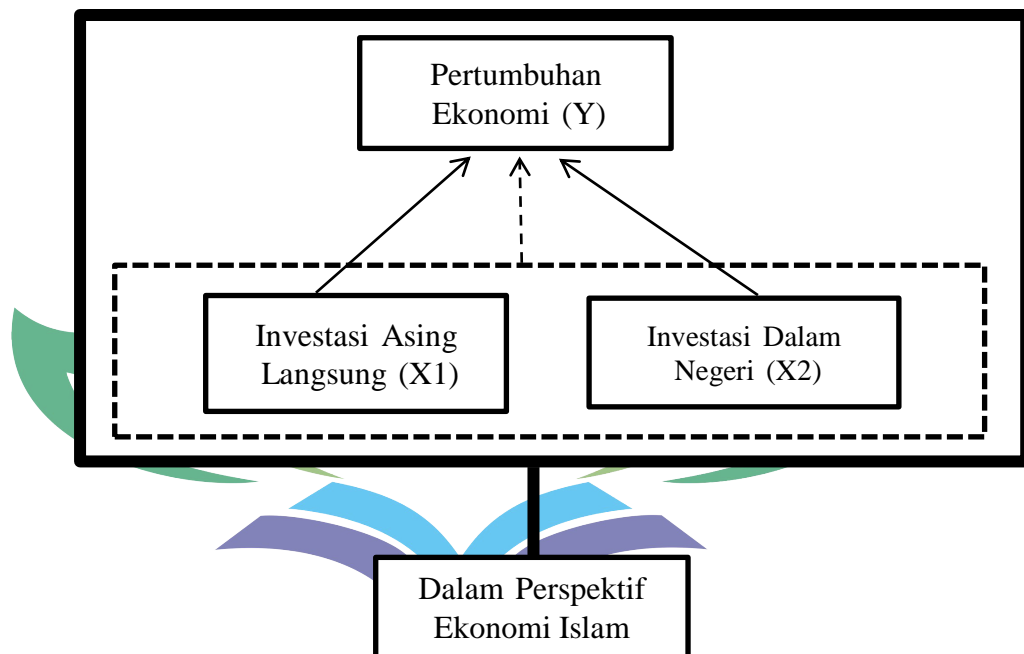 Pertumbuhan
Ekonomi (Y)
Investasi Asing
Langsung (X1)
Investasi Dalam
Negeri (X2)
Dalam Perspektif
Ekonomi Islam